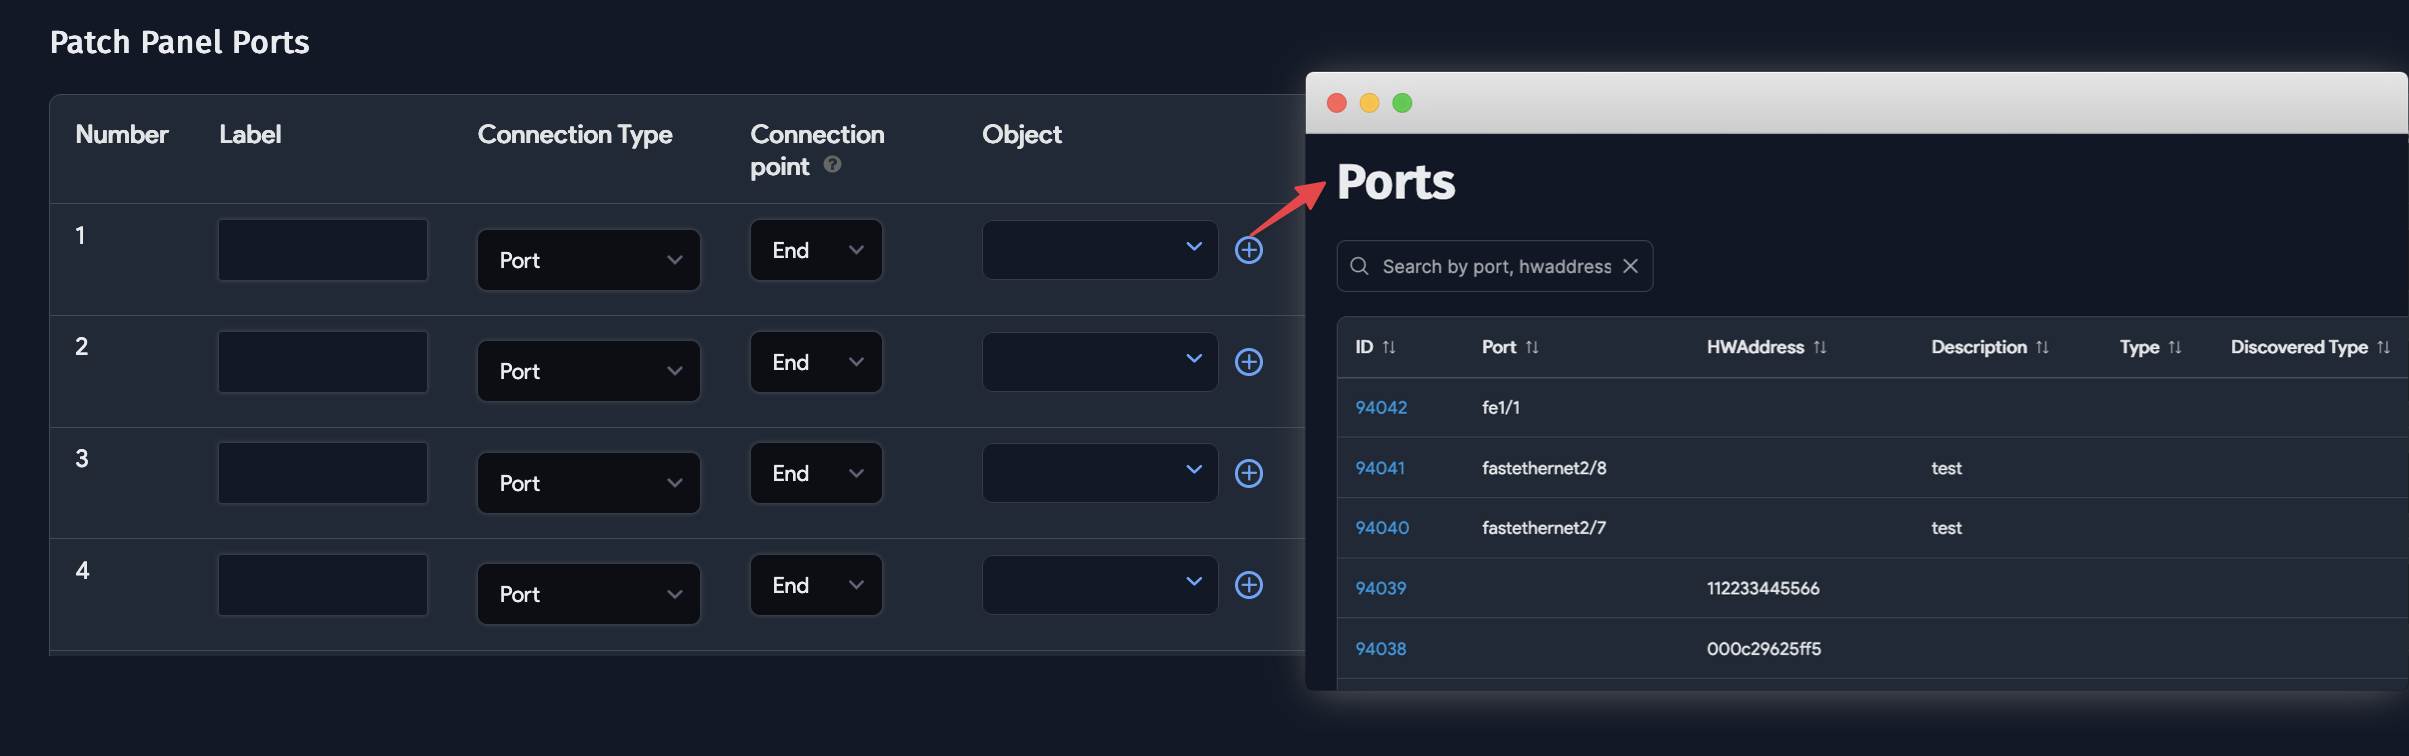 Patch Panel Ports
Number Label Connection Type Connection point Object
1 Port End
2 Port End
3 Port End
4 Port End
Ports
Search by port, hwaddress
ID Port HWAddress Description Type Discovered Type
94042 fe1/1
94041 fastethernet2/8 test
94040 fastethernet2/7 test
94039 112233445566
94038 000c29625ff5